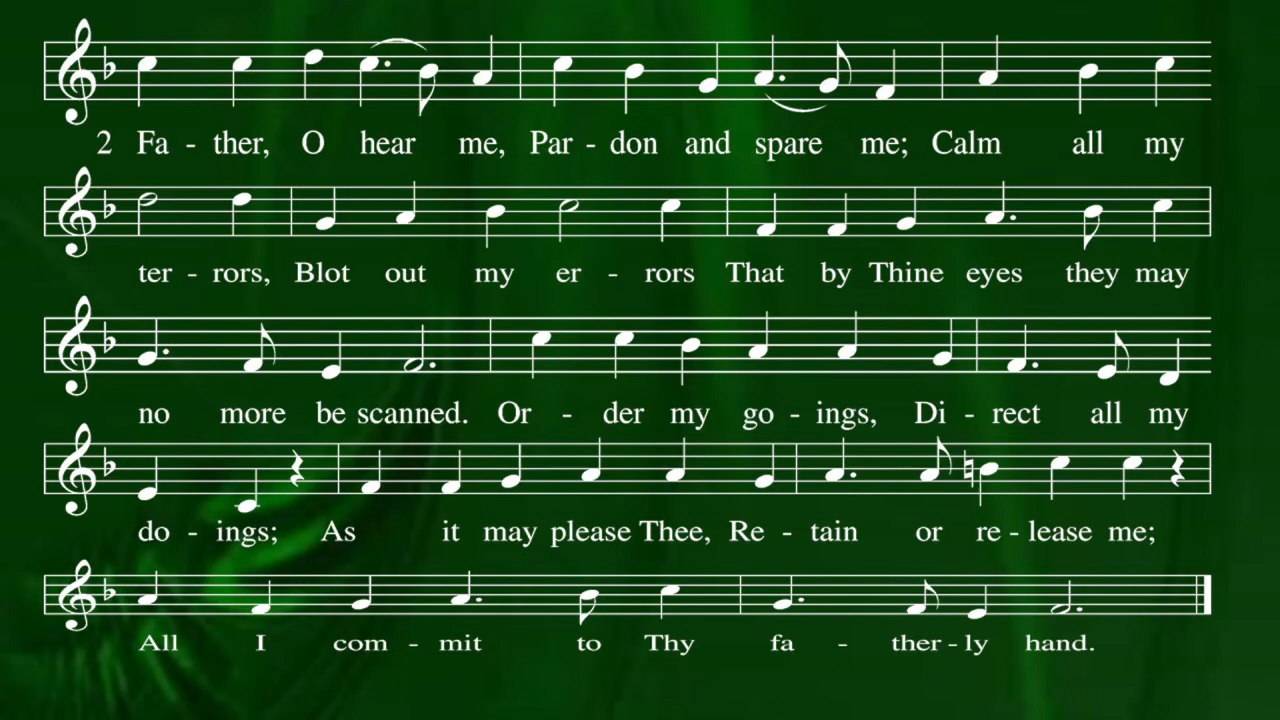 2 Fa - ther, O hear me, Par - don and spare me; Calm all my
ter - rors, Blot out my er - rors That by Thine eyes they may
no more be scanned. Or - der my go - ings, Di - rect all my
do - ings; As it may please Thee, Re - tain or re - lease me;
All I com - mit to Thy fa - ther - ly hand.